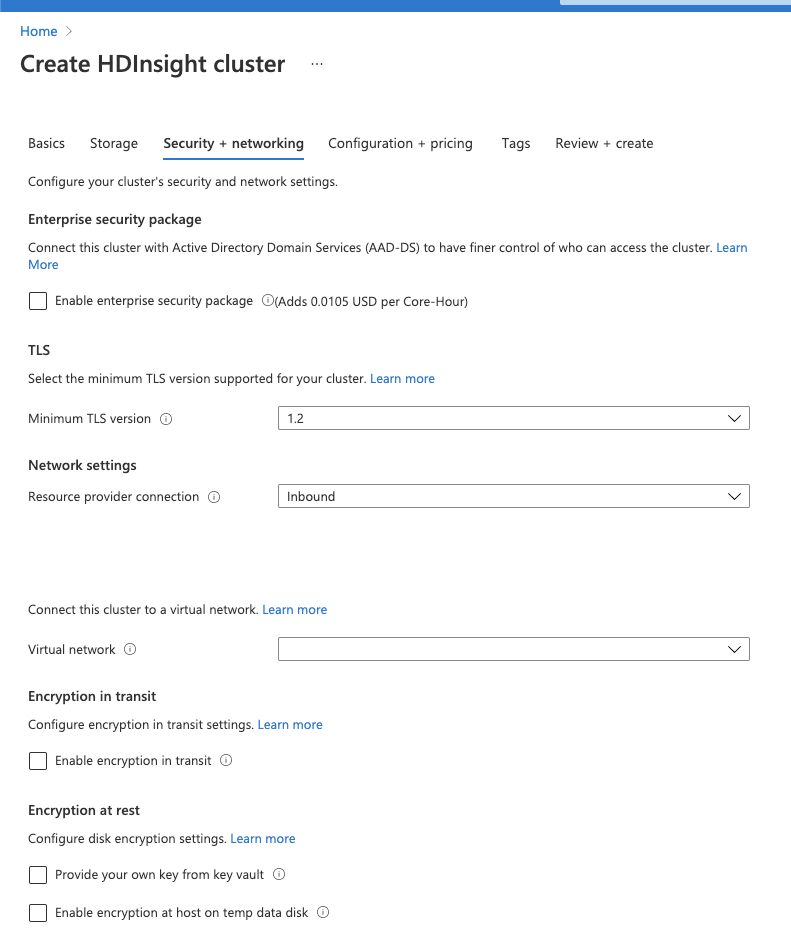 Home
Create HDInsight cluster ...
Basics Storage Security + networking Configuration + pricing Tags Review + create
Configure your cluster's security and network settings.
Enterprise security package
Connect this cluster with Active Directory Domain Services (AAD-DS) to have finer control of who can access the cluster. Learn
More
Enable enterprise security package (Adds 0.0105 USD per Core-Hour)
TLS
Select the minimum TLS version supported for your cluster. Learn more
Minimum TLS version 1.2
Network settings
Resource provider connection Inbound
Connect this cluster to a virtual network. Learn more
Virtual network
Encryption in transit
Configure encryption in transit settings. Learn more
Enable encryption in transit
Encryption at rest
Configure disk encryption settings. Learn more
Provide your own key from key vault
Enable encryption at host on temp data disk